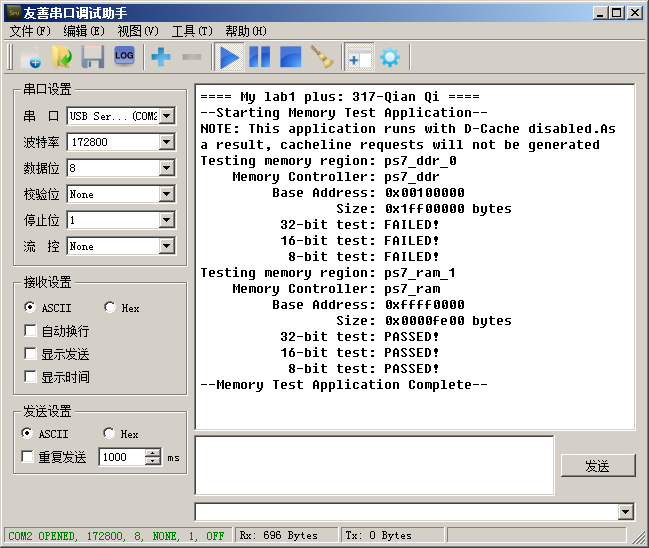 友善串口调试助手
文件(F) 编辑(E) 视图(V) 工具(T) 帮助(H)
LOG
串口设置
串 口 USB Ser...(COM2
波特率 172800
数据位 8
校验位 None
停止位 1
流 控 None
接收设置
ASCII Hex
自动换行
显示发送
显示时间
发送设置
ASCII Hex
重复发送 1000 ms
==== My lab1 plus: 317-Qian Qi ====
--Starting Memory Test Application--
NOTE: This application runs with D-Cache disabled.As
a result, cacheline requests will not be generated
Testing memory region: ps7_ddr_0
Memory Controller: ps7_ddr
Base Address: 0x00100000
Size: 0x1ff00000 bytes
32-bit test: FAILED!
16-bit test: FAILED!
8-bit test: FAILED!
Testing memory region: ps7_ram_1
Memory Controller: ps7_ram
Base Address: 0xffff0000
Size: 0x0000fe00 bytes
32-bit test: PASSED!
16-bit test: PASSED!
8-bit test: PASSED!
--Memory Test Application Complete--
发送
COM2 OPENED, 172800, 8, NONE, 1, OFF Rx: 696 Bytes Tx: 0 Bytes